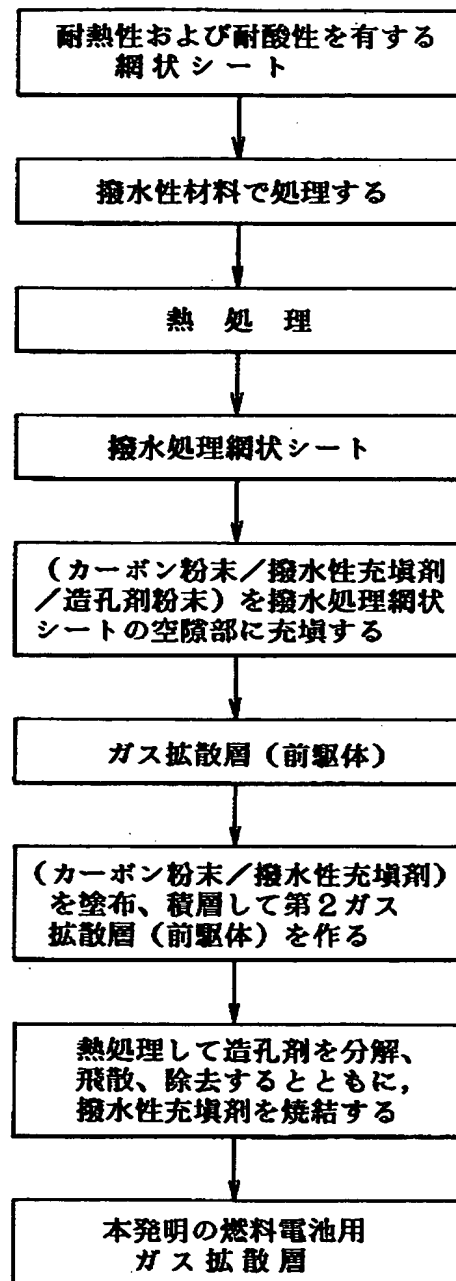 耐熱性および耐酸性を有する
網状シート
撥水性材料で処理する
熱処理
撥水処理網状シート
(カーボン粉末/撥水性充填剤
/造孔剤粉末)を撥水処理網状
シートの空隙部に充填する
ガス拡散層(前駆体)
(カーボン粉末/撥水性充填剤)
を塗布、積層して第2ガス
拡散層(前駆体)を作る
熱処理して造孔剤を分解、
飛散、除去するとともに,
撥水性充填剤を焼結する
本発明の燃料電池用
ガス拡散層